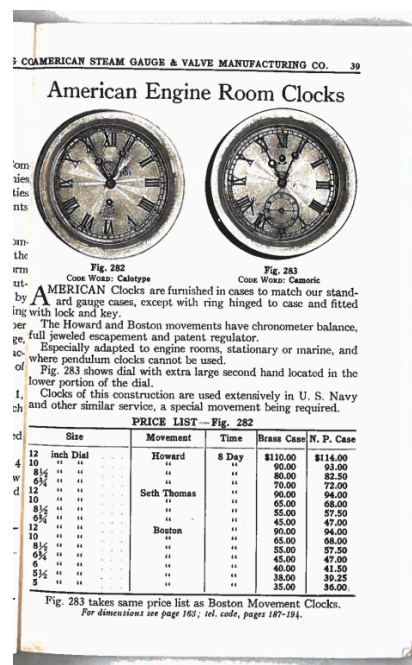 G CO
AMERICAN STEAM GAUGE & VALVE MANUFACTURING CO. 39
American Engine Room Clocks
Fig. 282
CODE WORD: Calotype
Fig. 283
CODE WORD: Camoric
AMERICAN Clocks are furnished in cases to match our stand-
ard gauge cases, except with ring hinged to case and fitted
with lock and key.
The Howard and Boston movements have chronometer balance,
full jeweled escapement and patent regulator.
Especially adapted to engine rooms, stationary or marine, and
where pendulum clocks cannot be used.
Fig. 283 shows dial with extra large second hand located in the
lower portion of the dial.
Clocks of this construction are used extensively in U. S. Navy
and other similar service, a special movement being required.
PRICE LIST—Fig. 282
Size Movement Time Brass Case N. P. Case
12 inch Dial Howard 8 Day $110.00 $114.00
10 “ “ “ “ 90.00 93.00
8½ “ “ “ “ 80.00 82.50
6¾ “ “ “ “ 70.00 72.00
12 “ “ Seth Thomas “ 90.00 94.00
10 “ “ “ “ 65.00 68.00
8½ “ “ “ “ 55.00 57.50
6¾ “ “ “ “ 45.00 47.00
12 “ “ Boston “ 90.00 94.00
10 “ “ “ “ 65.00 68.00
8½ “ “ “ “ 55.00 57.50
6¾ “ “ “ “ 45.00 47.00
6 “ “ “ “ 40.00 41.50
5½ “ “ “ “ 38.00 39.25
5 “ “ “ “ 35.00 36.00
Fig. 283 takes same price list as Boston Movement Clocks.
For dimensions see page 163; tel. code, pages 187-194.